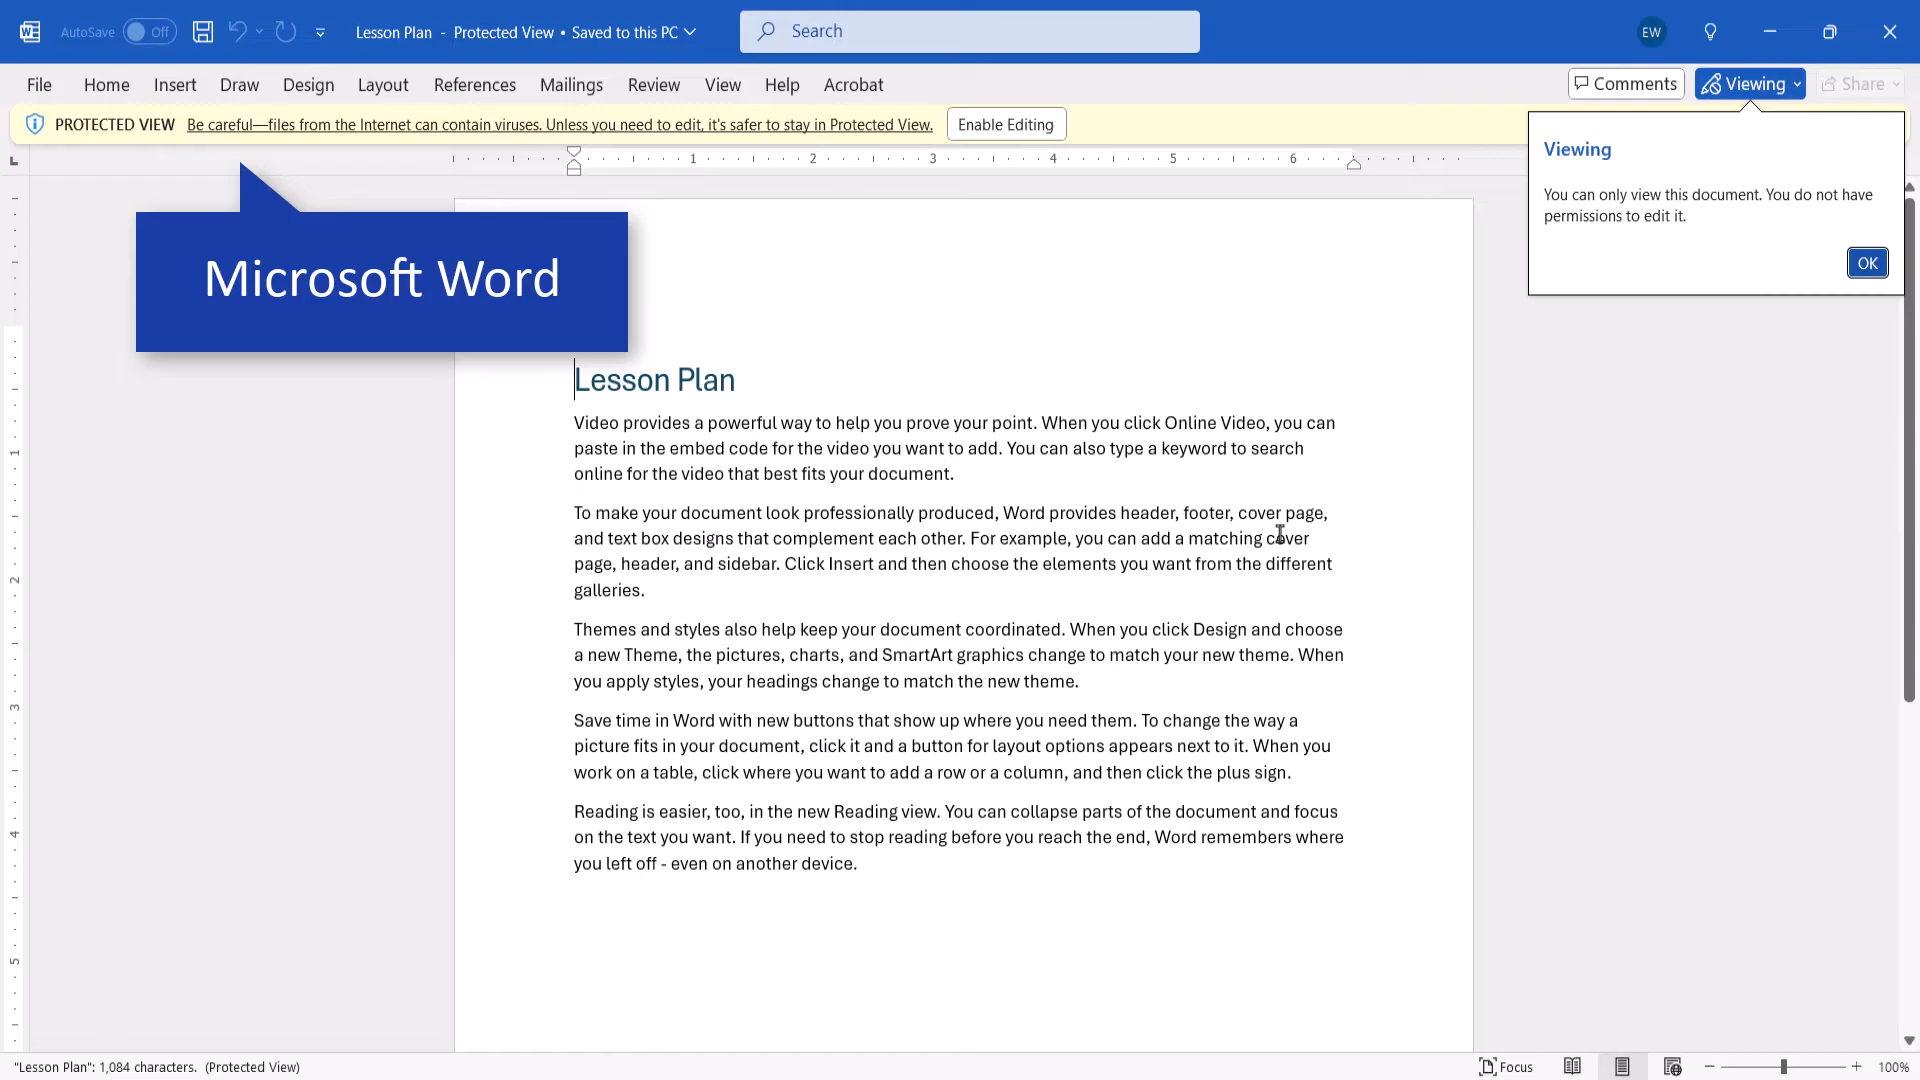 AutoSave Off Lesson Plan - Protected View • Saved to this PC Search EW
File Home Insert Draw Design Layout References Mailings Review View Help Acrobat Comments Viewing Share
PROTECTED VIEW Be careful—files from the Internet can contain viruses. Unless you need to edit, it's safer to stay in Protected View. Enable Editing
1 2 3 4 5 6
Viewing
You can only view this document. You do not have
permissions to edit it.
OK
Microsoft Word
Lesson Plan
Video provides a powerful way to help you prove your point. When you click Online Video, you can
paste in the embed code for the video you want to add. You can also type a keyword to search
online for the video that best fits your document.
To make your document look professionally produced, Word provides header, footer, cover page,
and text box designs that complement each other. For example, you can add a matching cover
page, header, and sidebar. Click Insert and then choose the elements you want from the different
galleries.
Themes and styles also help keep your document coordinated. When you click Design and choose
a new Theme, the pictures, charts, and SmartArt graphics change to match your new theme. When
you apply styles, your headings change to match the new theme.
Save time in Word with new buttons that show up where you need them. To change the way a
picture fits in your document, click it and a button for layout options appears next to it. When you
work on a table, click where you want to add a row or a column, and then click the plus sign.
Reading is easier, too, in the new Reading view. You can collapse parts of the document and focus
on the text you want. If you need to stop reading before you reach the end, Word remembers where
you left off - even on another device.
1
2
3
4
5
"Lesson Plan": 1,084 characters. (Protected View) Focus 100%